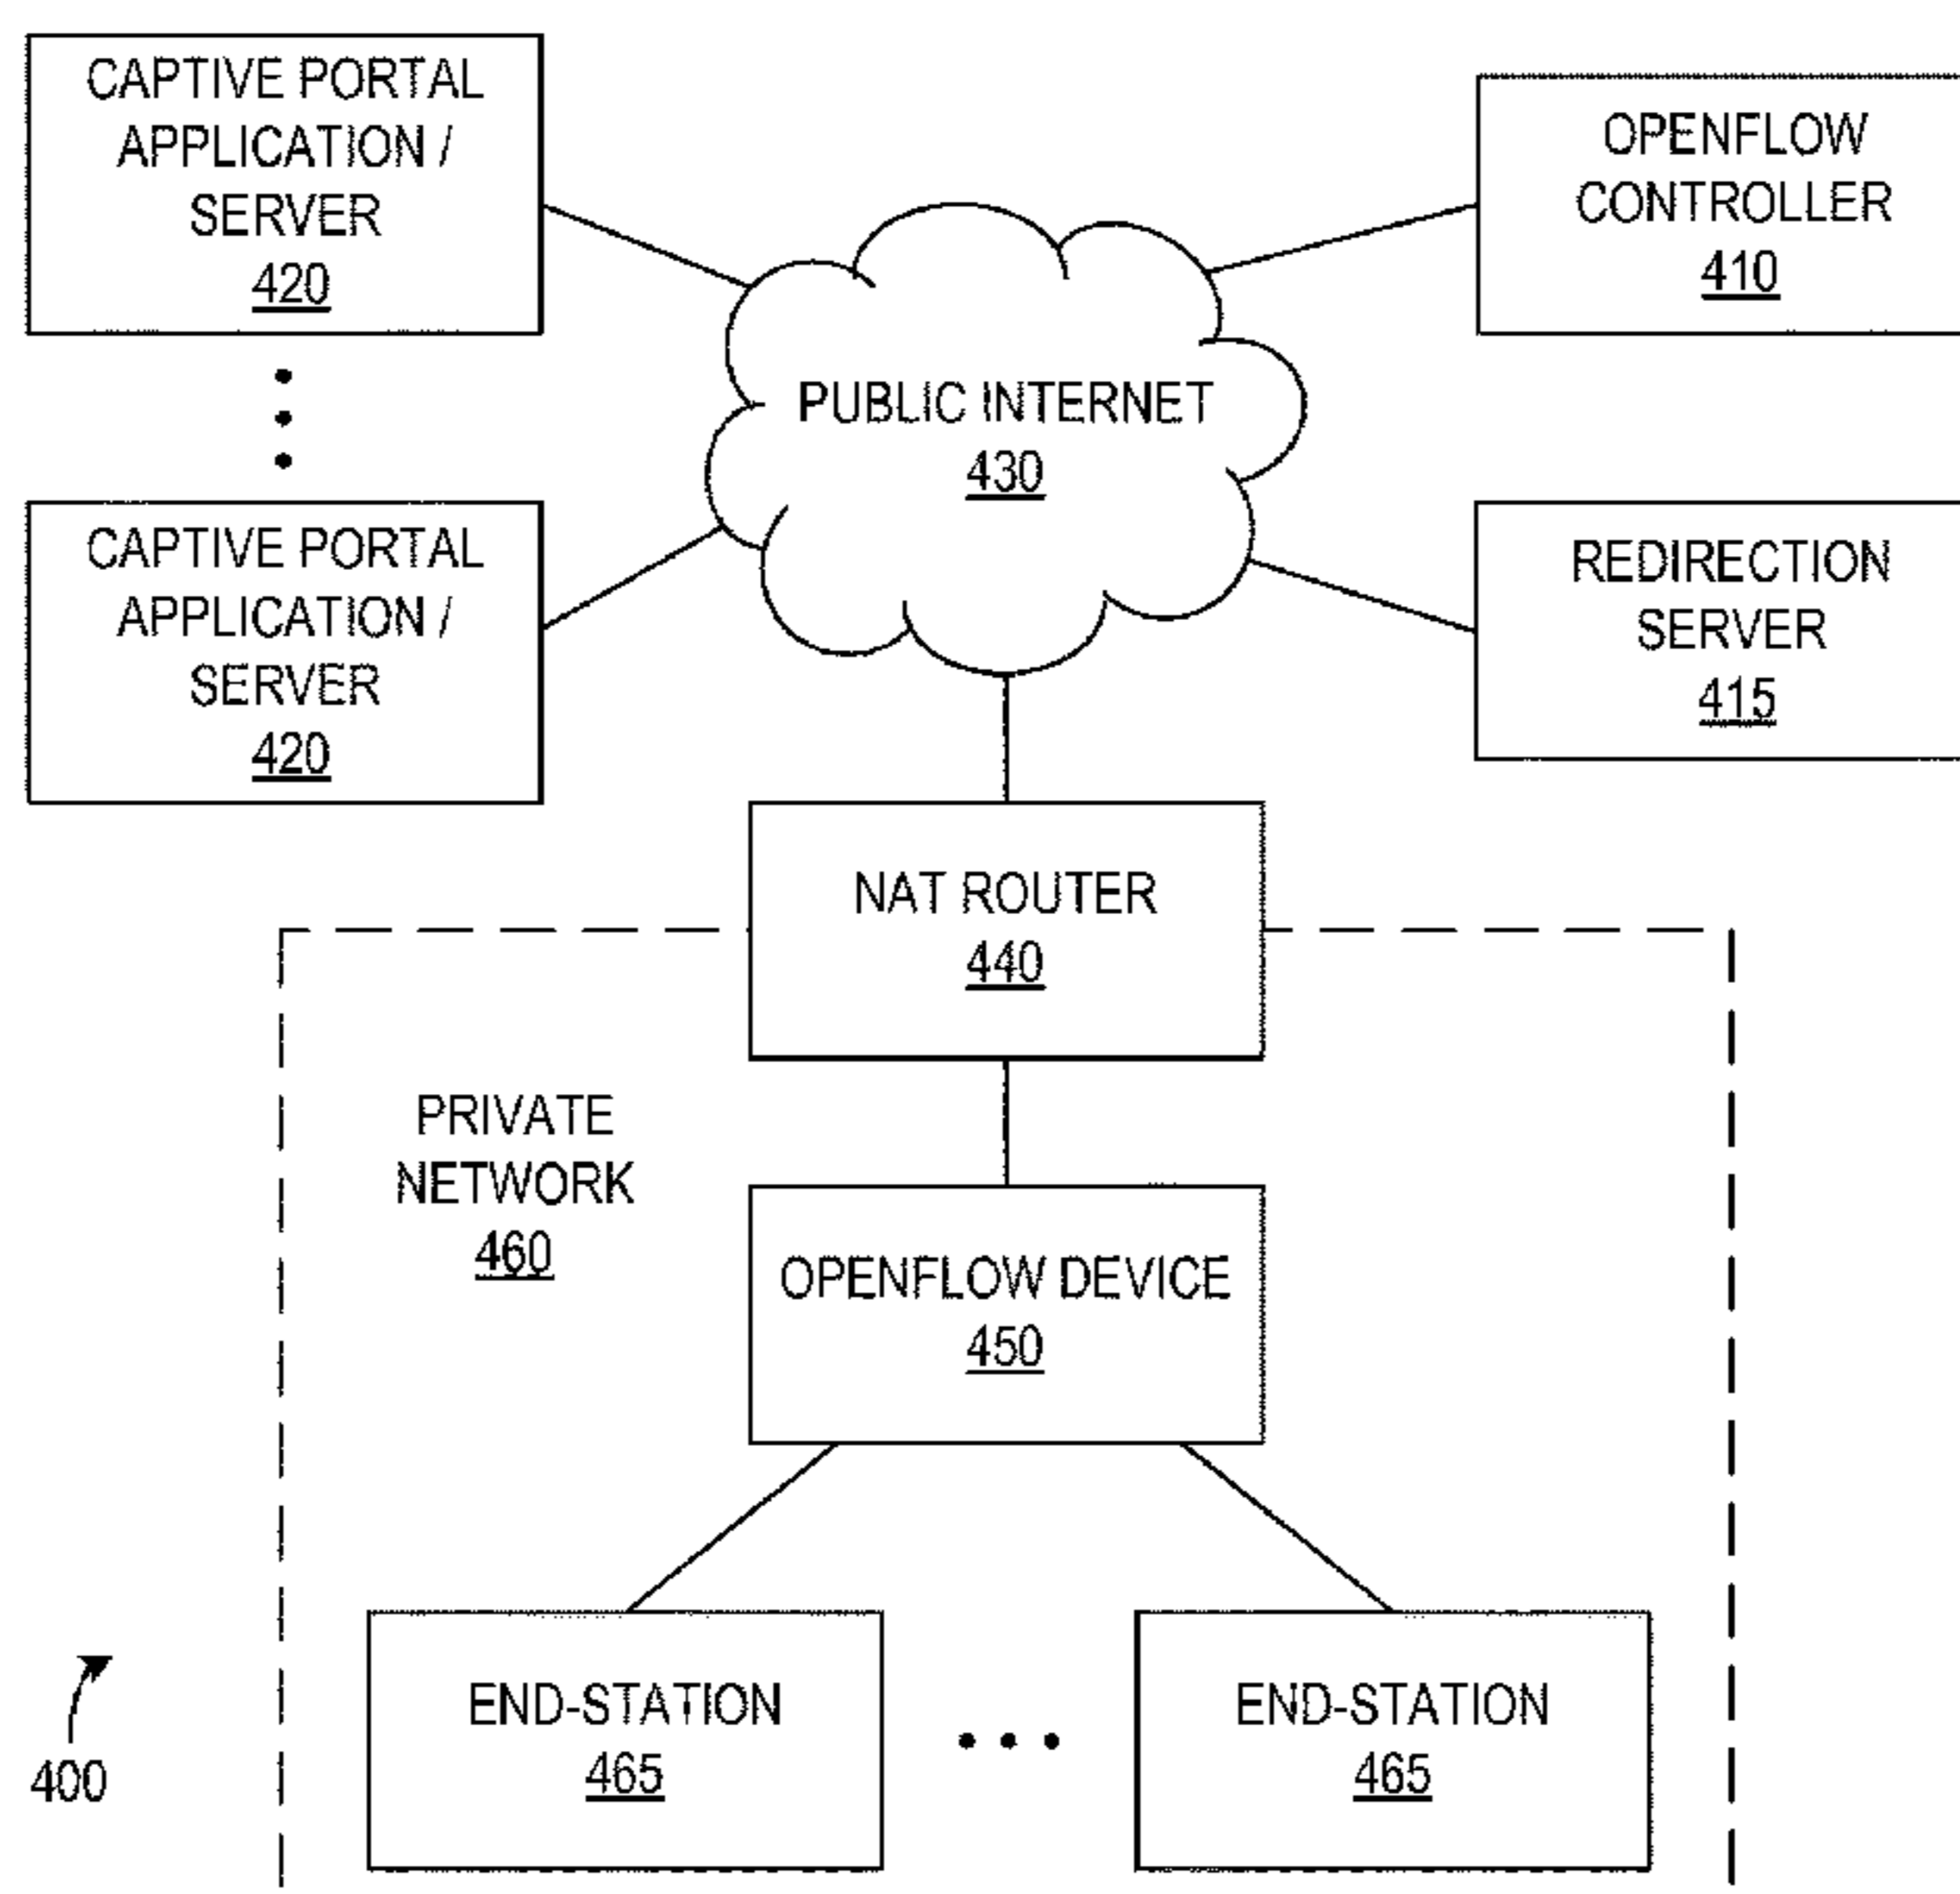 CAPTIVE PORTAL
APPLICATION /
SERVER
420
OPENFLOW
CONTROLLER
410
PUBLIC INTERNET
430
CAPTIVE PORTAL
APPLICATION /
SERVER
420
REDIRECTION
SERVER
415
NAT ROUTER
440
PRIVATE
NETWORK
460
OPENFLOW DEVICE
450
END-STATION
465
END-STATION
465
400